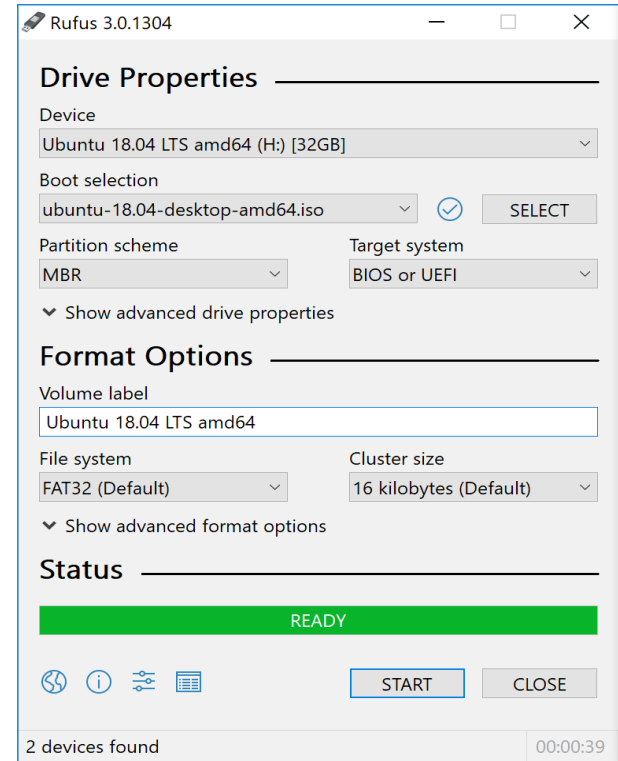 Rufus 3.0.1304
Drive Properties
Device
Ubuntu 18.04 LTS amd64 (H:) [32GB]
Boot selection
ubuntu-18.04-desktop-amd64.iso
SELECT
Partition scheme
Target system
MBR
BIOS or UEFI
Show advanced drive properties
Format Options
Volume label
Ubuntu 18.04 LTS amd64
File system
Cluster size
FAT32 (Default)
16 kilobytes (Default)
Show advanced format options
Status
READY
START
CLOSE
2 devices found
00:00:39